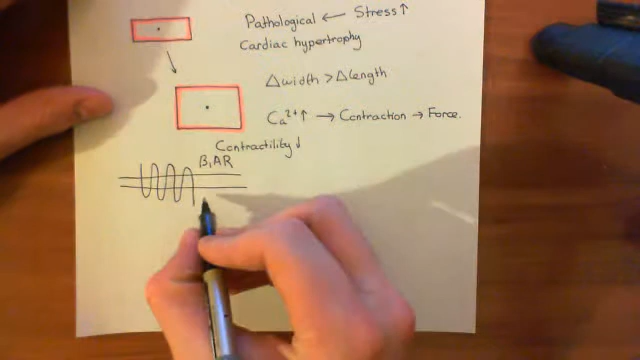 Pathological ← Stress ↑
Cardiac hypertrophy
Δwidth > Δlength
Ca²⁺↑ → Contraction → Force.
Contractility ↓
β₁AR